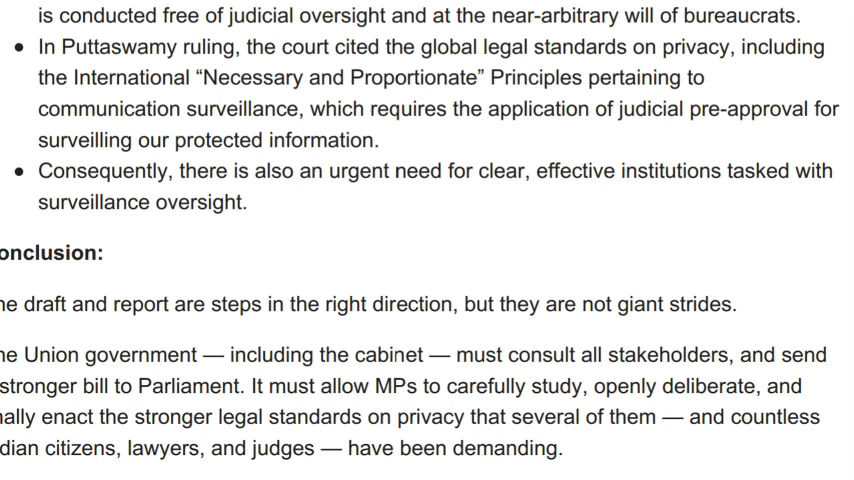 is conducted free of judicial oversight and at the near-arbitrary will of bureaucrats.
● In Puttaswamy ruling, the court cited the global legal standards on privacy, including
the International “Necessary and Proportionate” Principles pertaining to
communication surveillance, which requires the application of judicial pre-approval for
surveilling our protected information.
● Consequently, there is also an urgent need for clear, effective institutions tasked with
surveillance oversight.
onclusion:
he draft and report are steps in the right direction, but they are not giant strides.
he Union government — including the cabinet — must consult all stakeholders, and send
stronger bill to Parliament. It must allow MPs to carefully study, openly deliberate, and
nally enact the stronger legal standards on privacy that several of them — and countless
dian citizens, lawyers, and judges — have been demanding.